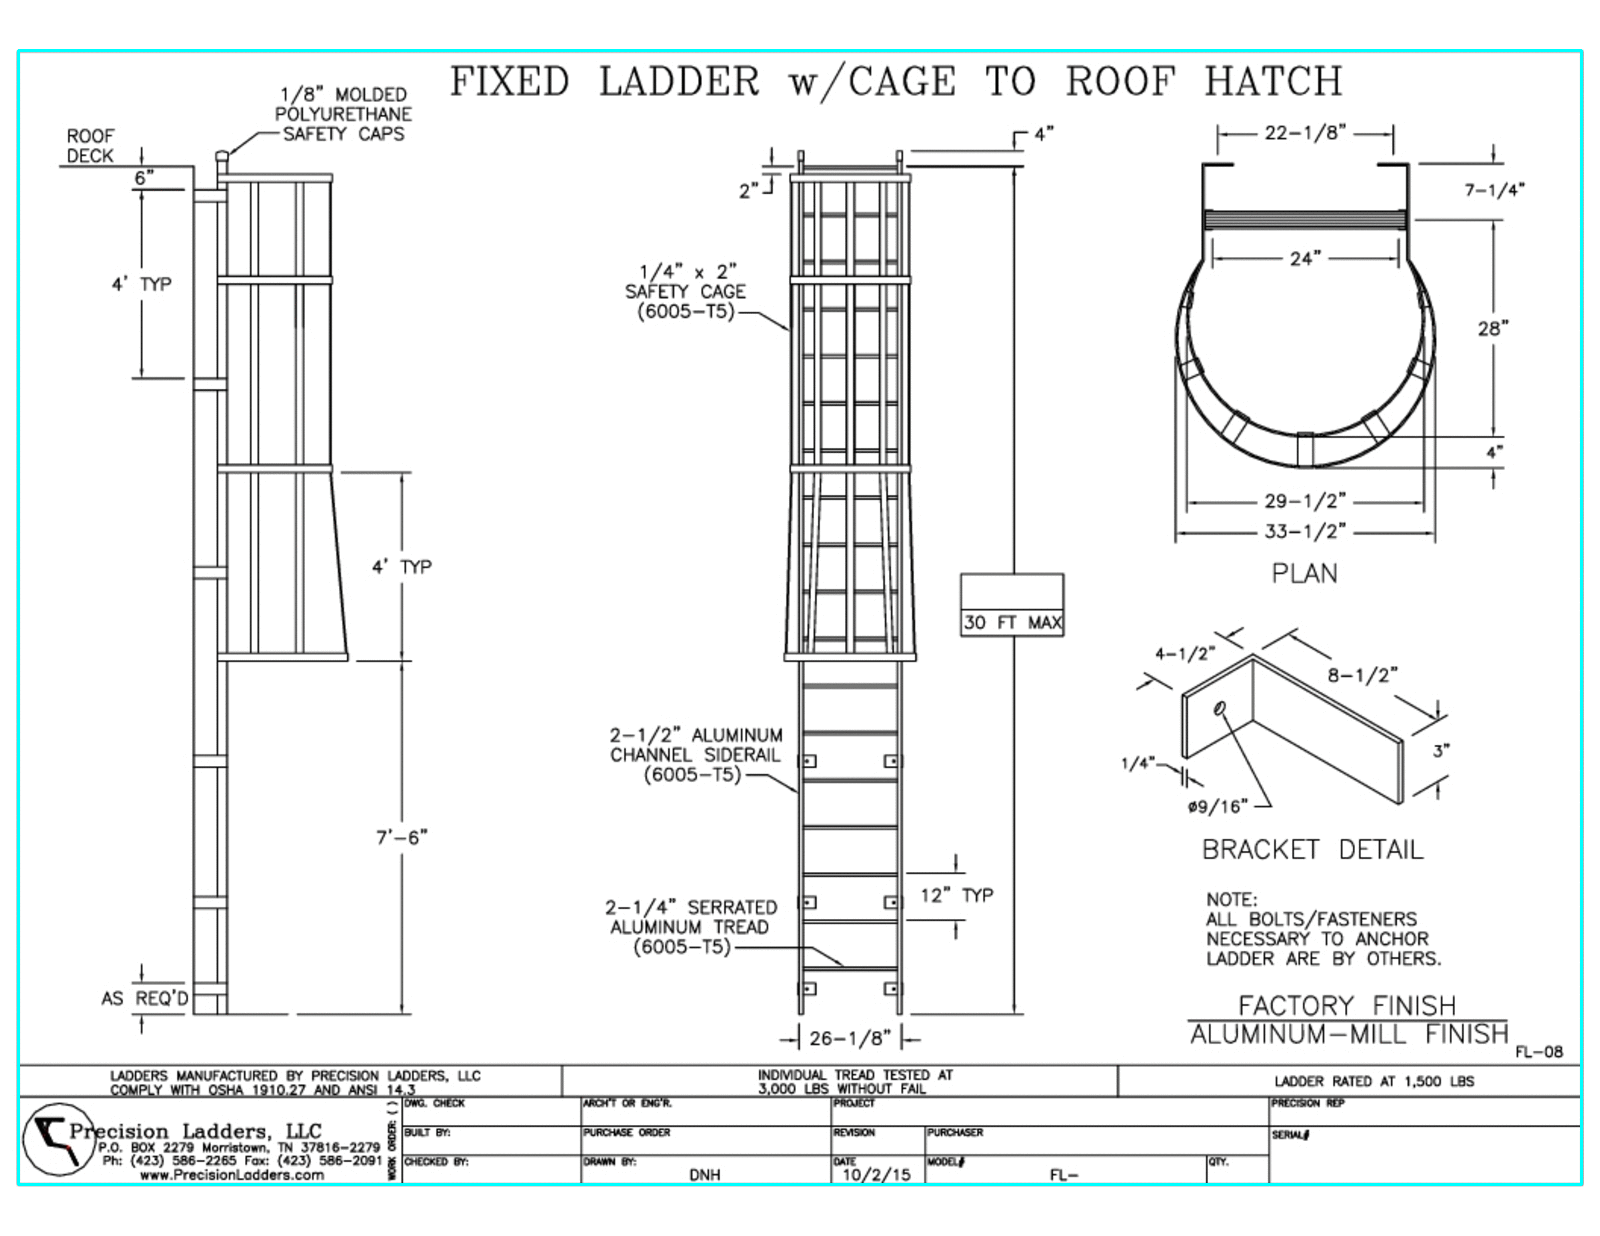 FIXED LADDER w/CAGE TO ROOF HATCH
1/8" MOLDED
POLYURETHANE
SAFETY CAPS
ROOF
DECK
6"
4' TYP
4' TYP
7'-6"
AS REQ'D
4"
2"
1/4" x 2"
SAFETY CAGE
(6005-T5)
30 FT MAX
2-1/2" ALUMINUM
CHANNEL SIDERAIL
(6005-T5)
12" TYP
2-1/4" SERRATED
ALUMINUM TREAD
(6005-T5)
26-1/8"
22-1/8"
7-1/4"
24"
28"
4"
29-1/2"
33-1/2"
PLAN
4-1/2"
8-1/2"
3"
1/4"
ø9/16"
BRACKET DETAIL
NOTE:
ALL BOLTS/FASTENERS
NECESSARY TO ANCHOR
LADDER ARE BY OTHERS.
FACTORY FINISH
ALUMINUM-MILL FINISH
FL-08
LADDERS MANUFACTURED BY PRECISION LADDERS, LLC
COMPLY WITH OSHA 1910.27 AND ANSI 14.3
INDIVIDUAL TREAD TESTED AT
3,000 LBS WITHOUT FAIL
LADDER RATED AT 1,500 LBS
Precision Ladders, LLC
P.O. BOX 2279 Morristown, TN 37816-2279
Ph: (423) 586-2265 Fax: (423) 586-2091
www.PrecisionLadders.com
WORK ORDER: ( )
DWG. CHECK
ARCH'T OR ENG'R.
PROJECT
PRECISION REP
BUILT BY:
PURCHASE ORDER
REVISION
PURCHASER
SERIAL#
CHECKED BY:
DRAWN BY:
DNH
DATE
10/2/15
MODEL#
FL-
QTY.